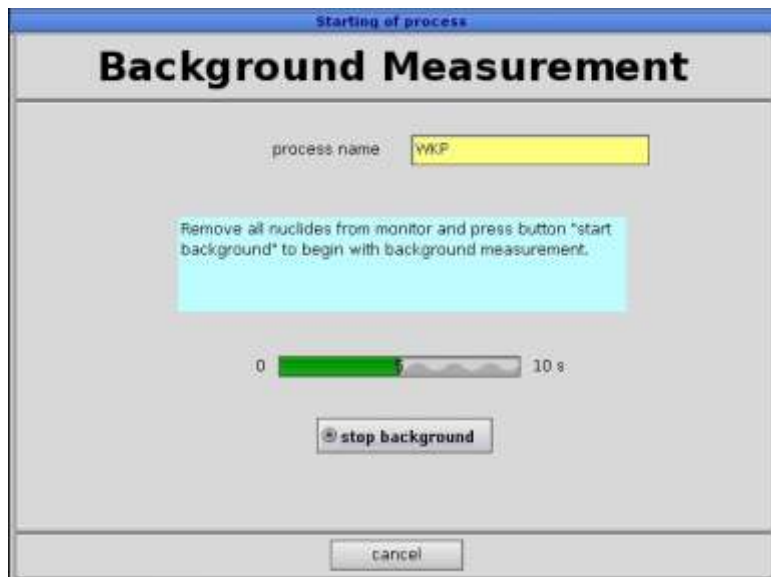 Starting of process
Background Measurement
process name WKP
Remove all nuclides from monitor and press button "start
background" to begin with background measurement.
0 5 10 s
stop background
cancel